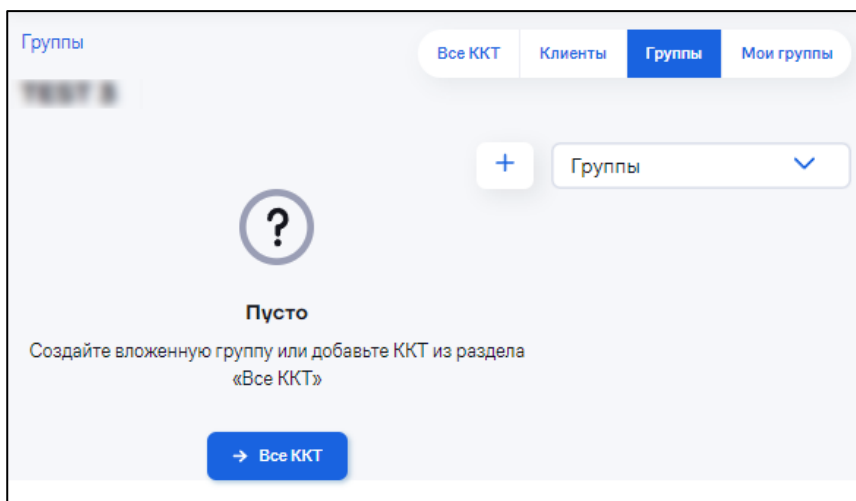 Группы
Все ККТ
Клиенты
Группы
Мои группы
+
Группы
?
Пусто
Создайте вложенную группу или добавьте ККТ из раздела
«Все ККТ»
→ Все ККТ